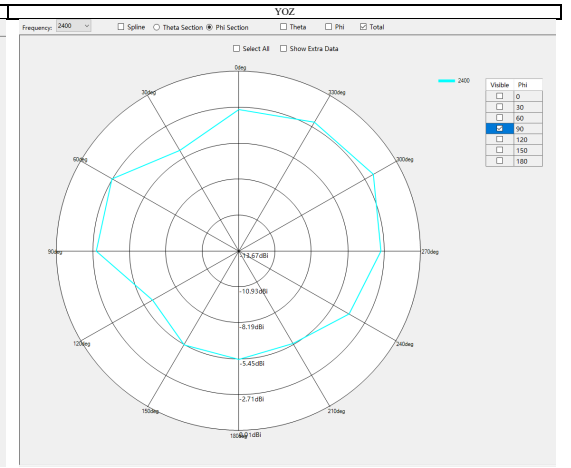 YOZ
Frequency: 2400 Spline Theta Section Phi Section Theta Phi Total
Select All Show Extra Data
0deg
2400
Visible Phi
0
30
60
90
120
150
180
30deg
330deg
60deg
300deg
90deg
270deg
-13.67dBi
-10.93dBi
-8.19dBi
120deg
240deg
-5.45dBi
-2.71dBi
150deg
210deg